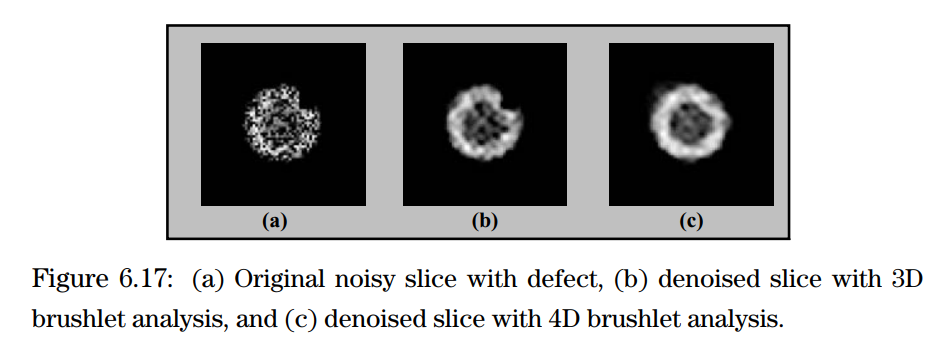 (a) (b) (c)
Figure 6.17: (a) Original noisy slice with defect, (b) denoised slice with 3D
brushlet analysis, and (c) denoised slice with 4D brushlet analysis.